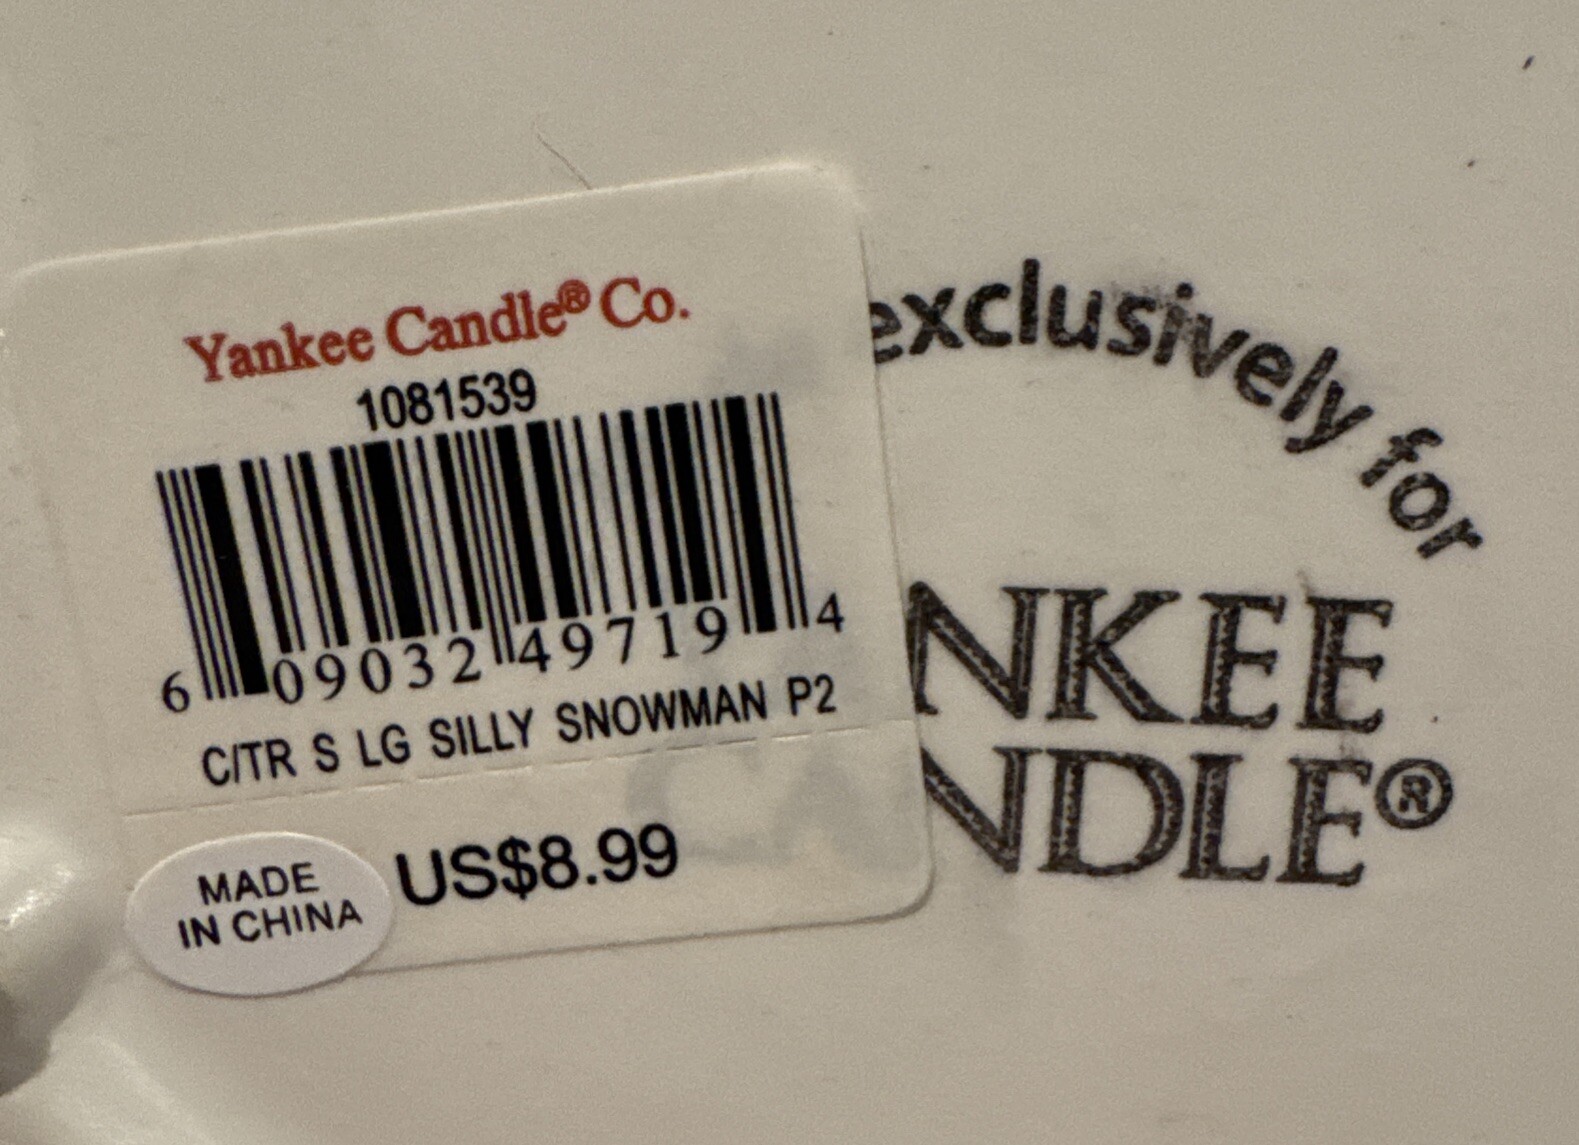 Yankee Candle® Co.
1081539
6 09032 49719 4
C/TR S LG SILLY SNOWMAN P2
MADE
IN CHINA
US$8.99
exclusively for
NKEE
NDLE®